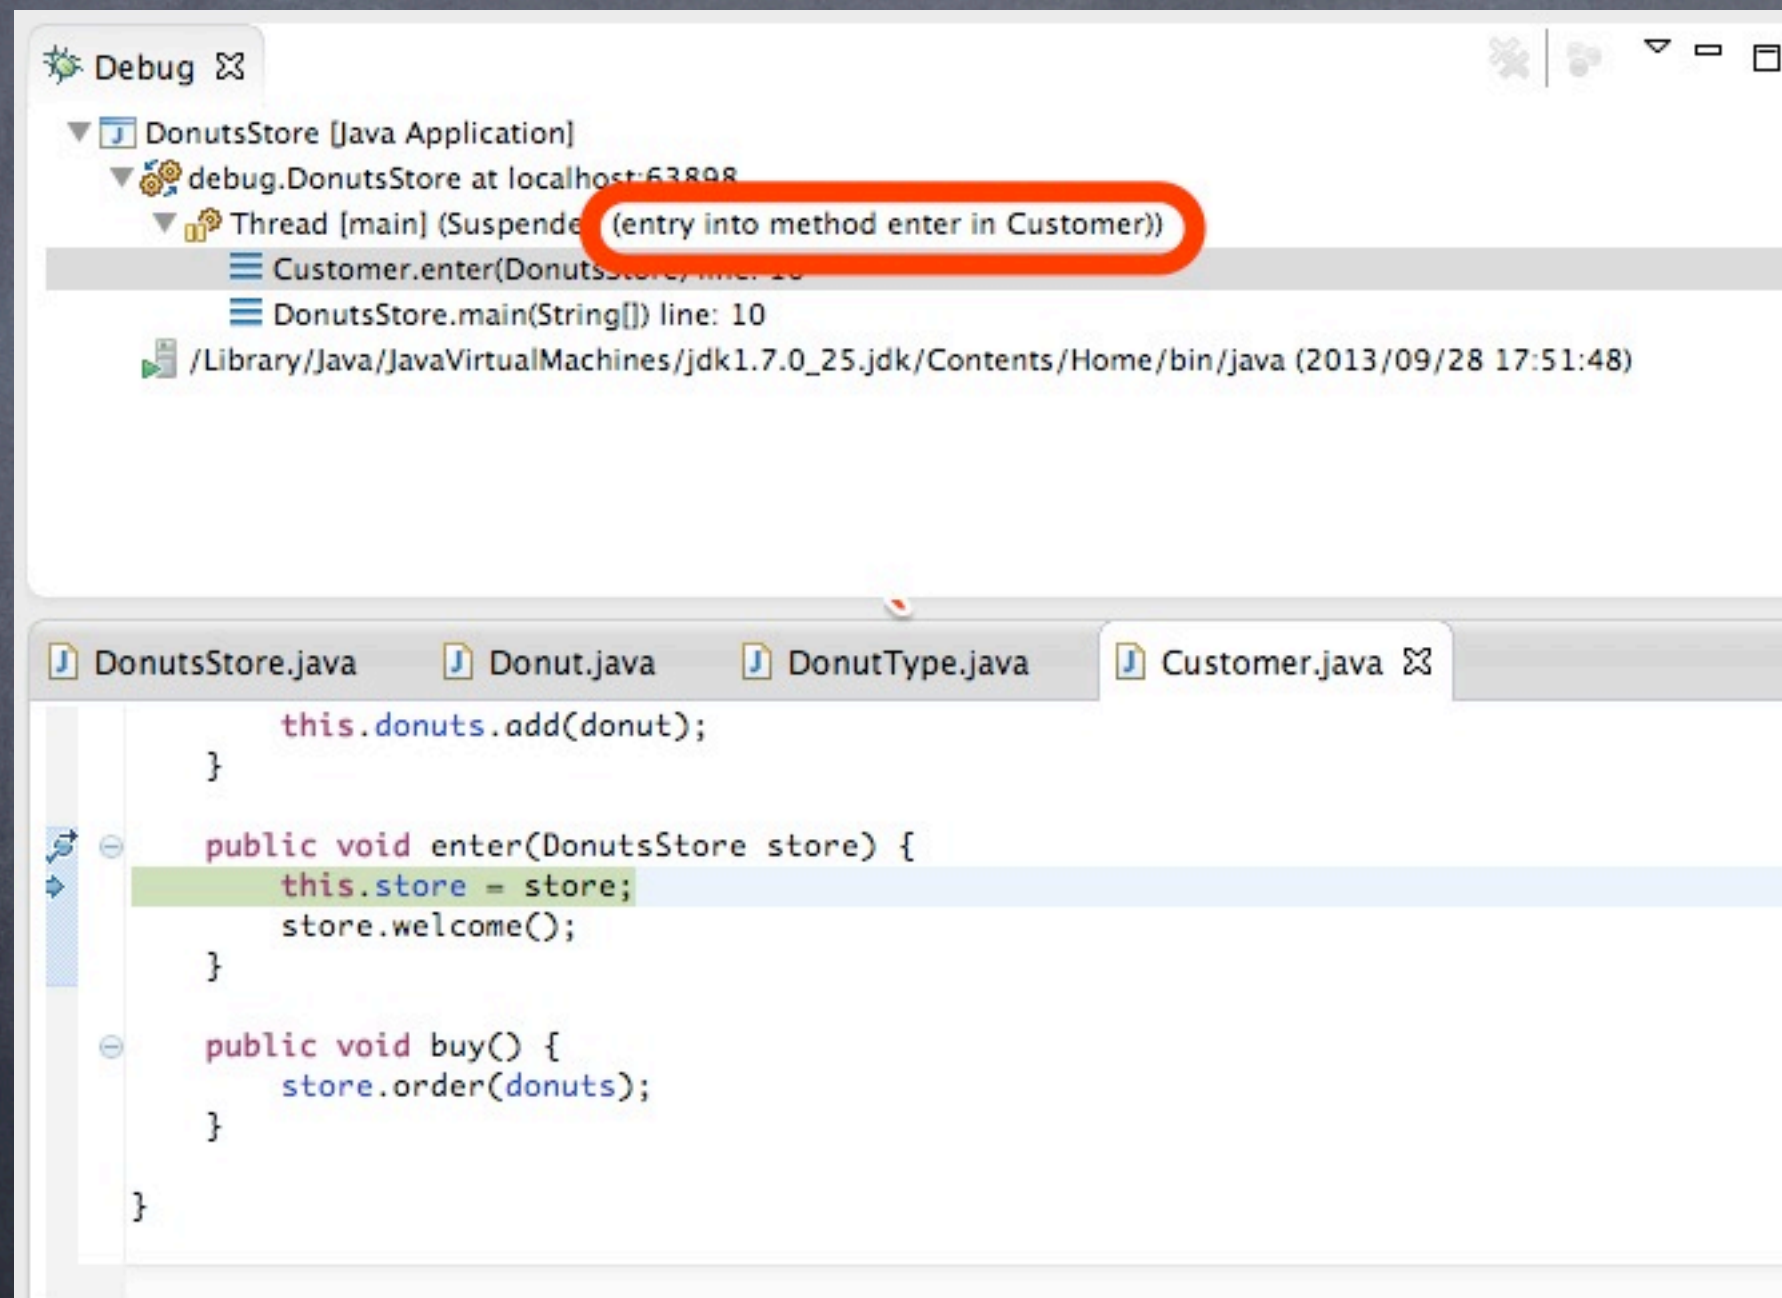 Debug
DonutsStore [Java Application]
debug.DonutsStore at localhost:63898
Thread [main] (Suspende (entry into method enter in Customer))
Customer.enter(DonutsStore) line: 16
DonutsStore.main(String[]) line: 10
/Library/Java/JavaVirtualMachines/jdk1.7.0_25.jdk/Contents/Home/bin/java (2013/09/28 17:51:48)
DonutsStore.java Donut.java DonutType.java Customer.java
this.donuts.add(donut);
}
public void enter(DonutsStore store) {
this.store = store;
store.welcome();
}
public void buy() {
store.order(donuts);
}
}